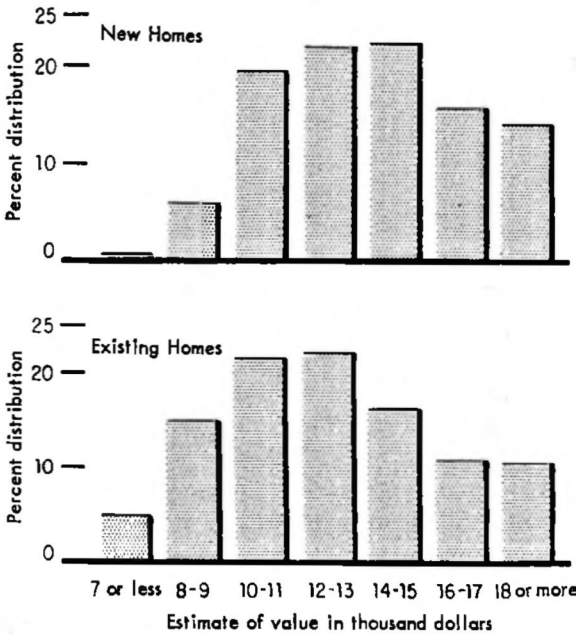 25
New Homes
20
10
0
Percent distribution
25
Existing Homes
20
10
0
Percent distribution
7 or less 8-9 10-11 12-13 14-15 16-17 18 or more
Estimate of value in thousand dollars